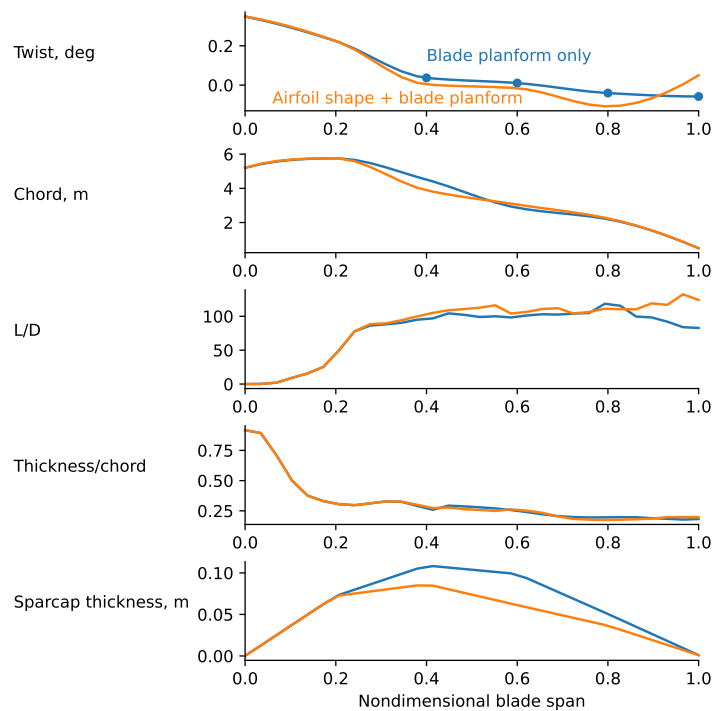 Twist, deg
0.2
0.0
Blade planform only
Airfoil shape + blade planform
0.0 0.2 0.4 0.6 0.8 1.0
Chord, m
6
4
2
0.0 0.2 0.4 0.6 0.8 1.0
L/D
100
50
0
0.0 0.2 0.4 0.6 0.8 1.0
Thickness/chord
0.75
0.50
0.25
0.0 0.2 0.4 0.6 0.8 1.0
Sparcap thickness, m
0.10
0.05
0.00
0.0 0.2 0.4 0.6 0.8 1.0
Nondimensional blade span